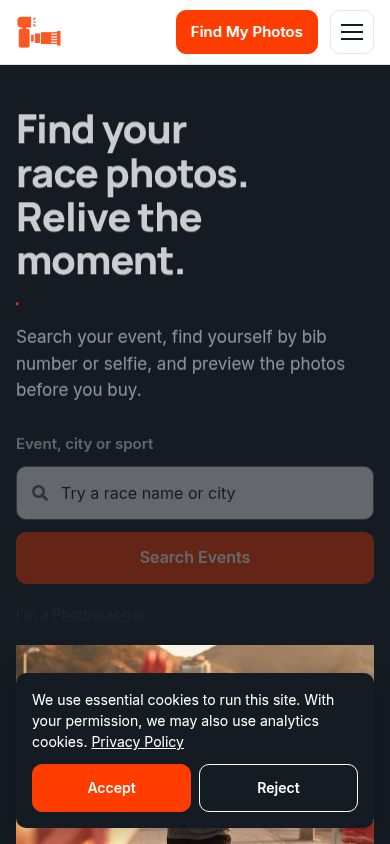 Find My Photos
Find your
race photos.
Relive the
moment.
Search your event, find yourself by bib
number or selfie, and preview the photos
before you buy.
Event, city or sport
Try a race name or city
Search Events
I'm a Photographer
We use essential cookies to run this site. With
your permission, we may also use analytics
cookies. Privacy Policy
Accept
Reject